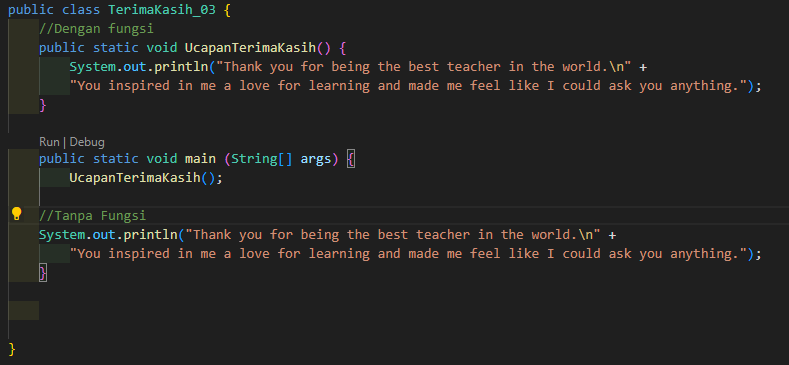 public class TerimaKasih_03 {
//Dengan fungsi
public static void UcapanTerimaKasih() {
System.out.println("Thank you for being the best teacher in the world.\n" +
"You inspired in me a love for learning and made me feel like I could ask you anything.");
}
Run | Debug
public static void main (String[] args) {
UcapanTerimaKasih();
//Tanpa Fungsi
System.out.println("Thank you for being the best teacher in the world.\n" +
"You inspired in me a love for learning and made me feel like I could ask you anything.");
}
}